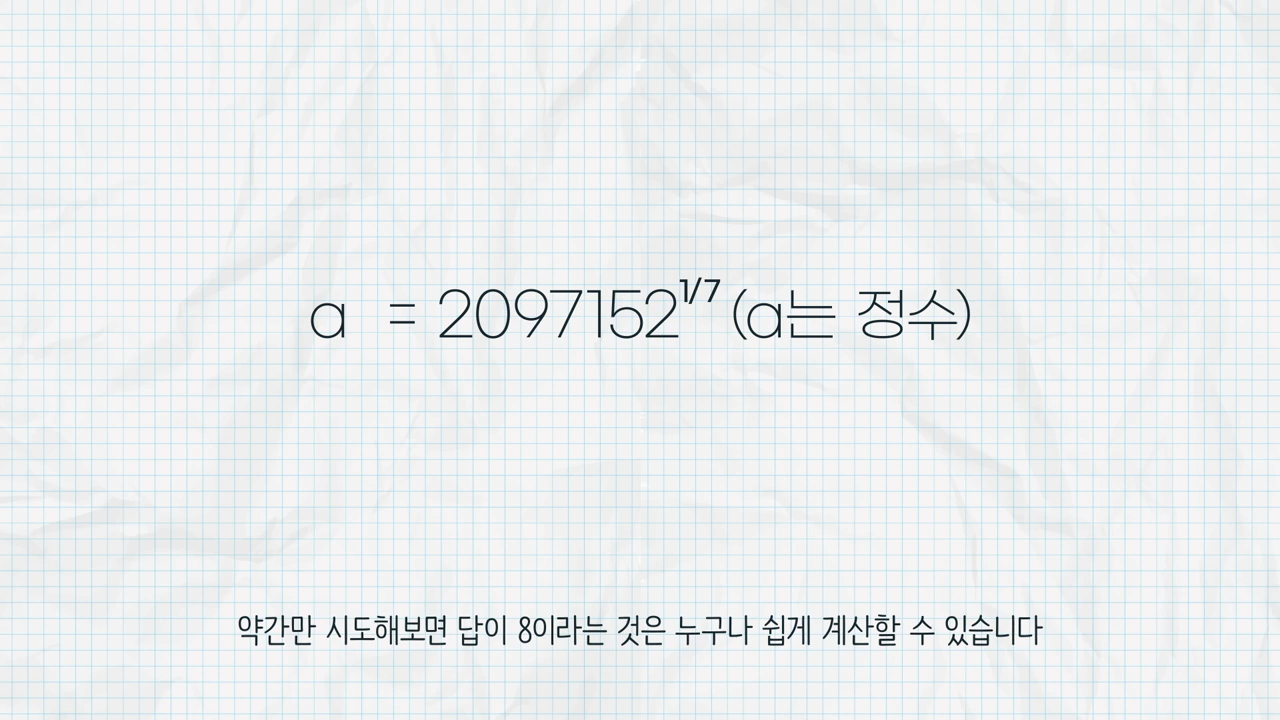 a = 2097152^1/7 (a는 정수)
약간만 시도해보면 답이 8이라는 것은 누구나 쉽게 계산할 수 있습니다